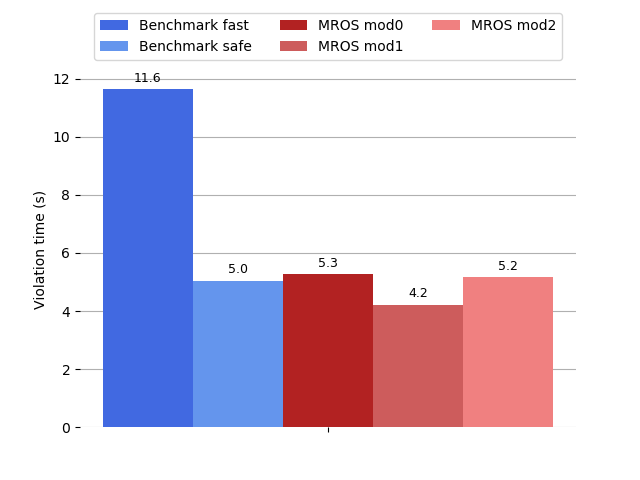 Benchmark fast
Benchmark safe
MROS mod0
MROS mod1
MROS mod2
Violation time (s)
12
10
8
6
4
2
0
11.6
5.0
5.3
4.2
5.2